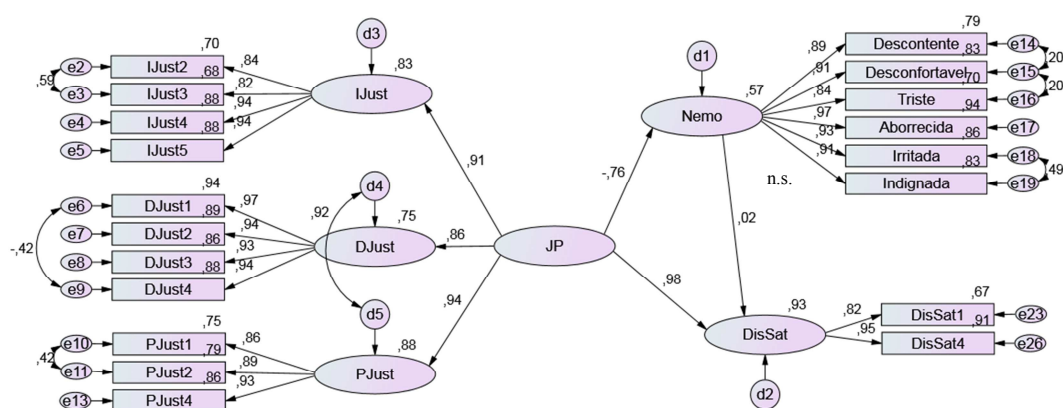 d3
,83
IJust
,70
e2
IJust2
,68
,84
,59
e3
IJust3
,88
,82
e4
IJust4
,88
,94
e5
IJust5
,94
,91
,94
e6
DJust1
,89
,97
e7
DJust2
,86
,94
-,42
e8
DJust3
,88
,93
e9
DJust4
,94
d4
,92
,75
DJust
,86
JP
d5
,94
,88
PJust
,75
e10
PJust1
,79
,86
,42
e11
PJust2
,86
,89
e13
PJust4
,93
d1
,57
Nemo
-,76
,79
,89
Descontente
,83
e14
,20
,91
Desconfortavel
,70
e15
,20
,84
Triste
,94
e16
,97
Aborrecida
,86
e17
,93
Irritada
,83
e18
,49
,91
Indignada
e19
n.s.
,02
,98
,93
DisSat
d2
,67
,82
DisSat1
,91
e23
,95
DisSat4
e26